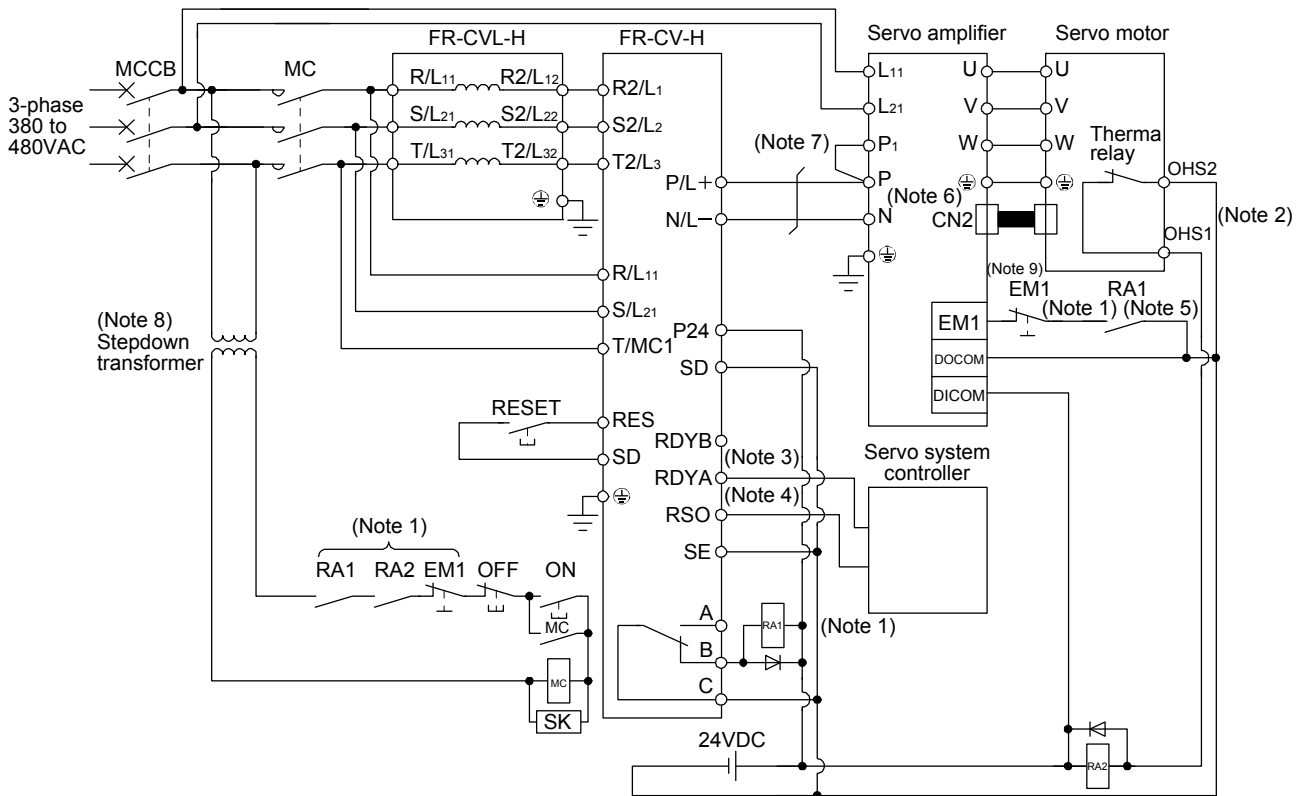 FR-CVL-H
FR-CV-H
Servo amplifier
Servo motor
MCCB
MC
3-phase
380 to
480VAC
R/L11
R2/L12
S/L21
S2/L22
T/L31
T2/L32
R2/L1
S2/L2
T2/L3
P/L+
N/L−
R/L11
S/L21
T/MC1
P24
SD
(Note 7)
L11
L21
P1
P
N
(Note 6)
CN2
U
V
W
U
V
W
Therma
relay
OHS2
OHS1
(Note 2)
(Note 9)
EM1
(Note 1)
RA1
(Note 5)
EM1
DOCOM
DICOM
(Note 8)
Stepdown
transformer
RESET
RES
SD
RDYB
(Note 3)
RDYA
(Note 4)
RSO
SE
Servo system
controller
(Note 1)
RA1
RA2
EM1
OFF
ON
MC
MC
SK
A
B
C
RA1
(Note 1)
24VDC
RA2